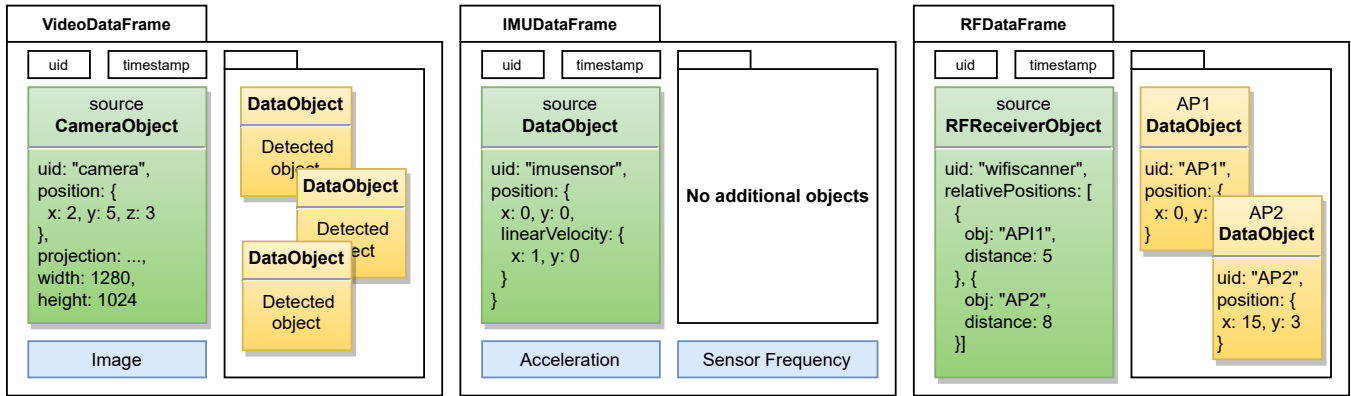 VideoDataFrame
uid
timestamp
source
CameraObject
uid: "camera",
position: {
x: 2, y: 5, z: 3
},
projection: ...,
width: 1280,
height: 1024
Image
DataObject
Detected
object
DataObject
Detected
object
DataObject
Detected
object
IMUDataFrame
uid
timestamp
source
DataObject
uid: "imusensor",
position: {
x: 0, y: 0,
linearVelocity: {
x: 1, y: 0
}
}
No additional objects
Acceleration
Sensor Frequency
RFDataFrame
uid
timestamp
source
RFReceiverObject
uid: "wifiscanner",
relativePositions: [
{
obj: "API1",
distance: 5
}, {
obj: "AP2",
distance: 8
}]
AP1
DataObject
uid: "AP1",
position: {
x: 0, y:
}
AP2
DataObject
uid: "AP2",
position: {
x: 15, y: 3
}